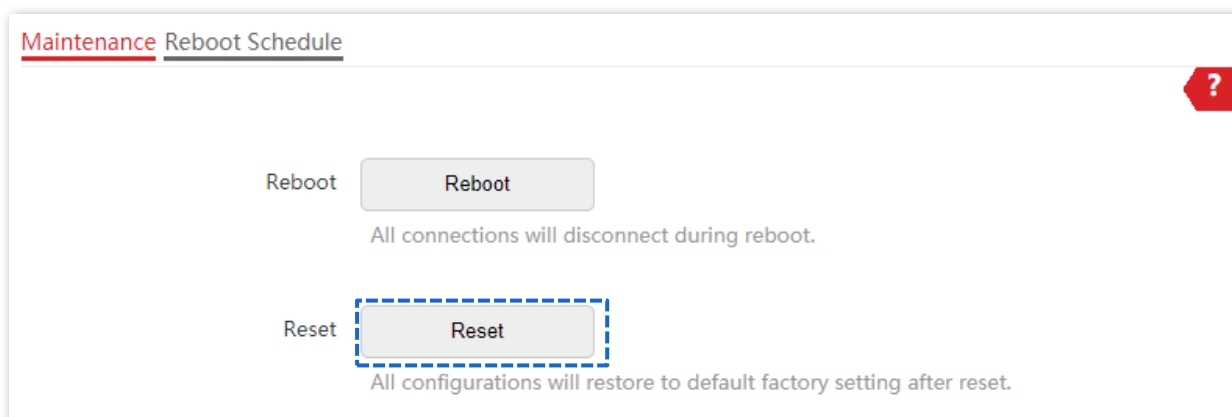 Maintenance Reboot Schedule
?
Reboot Reboot
All connections will disconnect during reboot.
Reset Reset
All configurations will restore to default factory setting after reset.